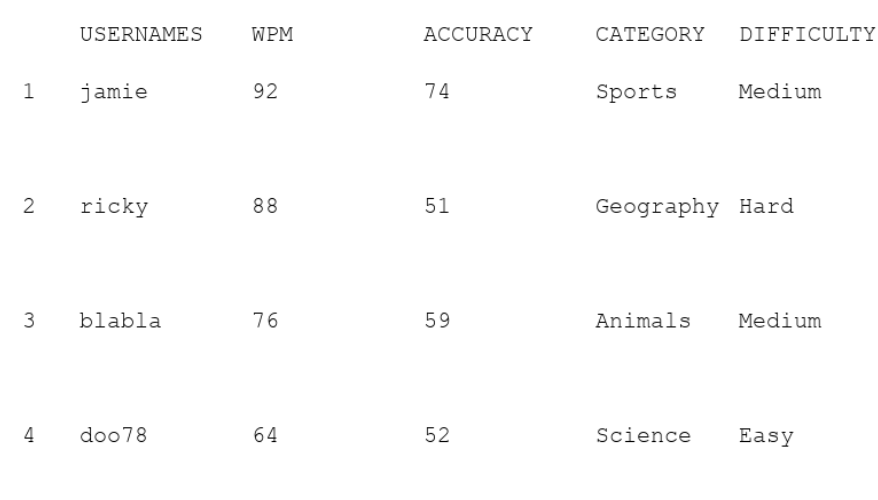 USERNAMES WPM ACCURACY CATEGORY DIFFICULTY
1 jamie 92 74 Sports Medium
2 ricky 88 51 Geography Hard
3 blabla 76 59 Animals Medium
4 doo78 64 52 Science Easy